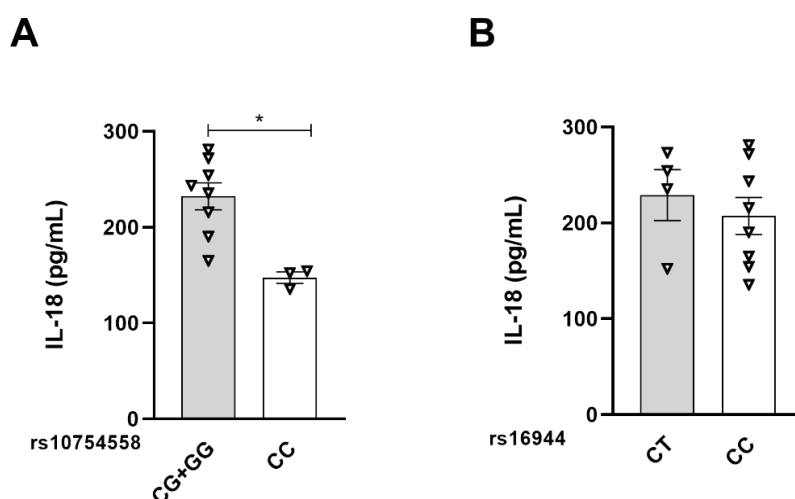 A
IL-18 (pg/mL)
300
200
100
0
*
rs10754558
CG+GG
CC
B
IL-18 (pg/mL)
300
200
100
0
rs16944
CT
CC